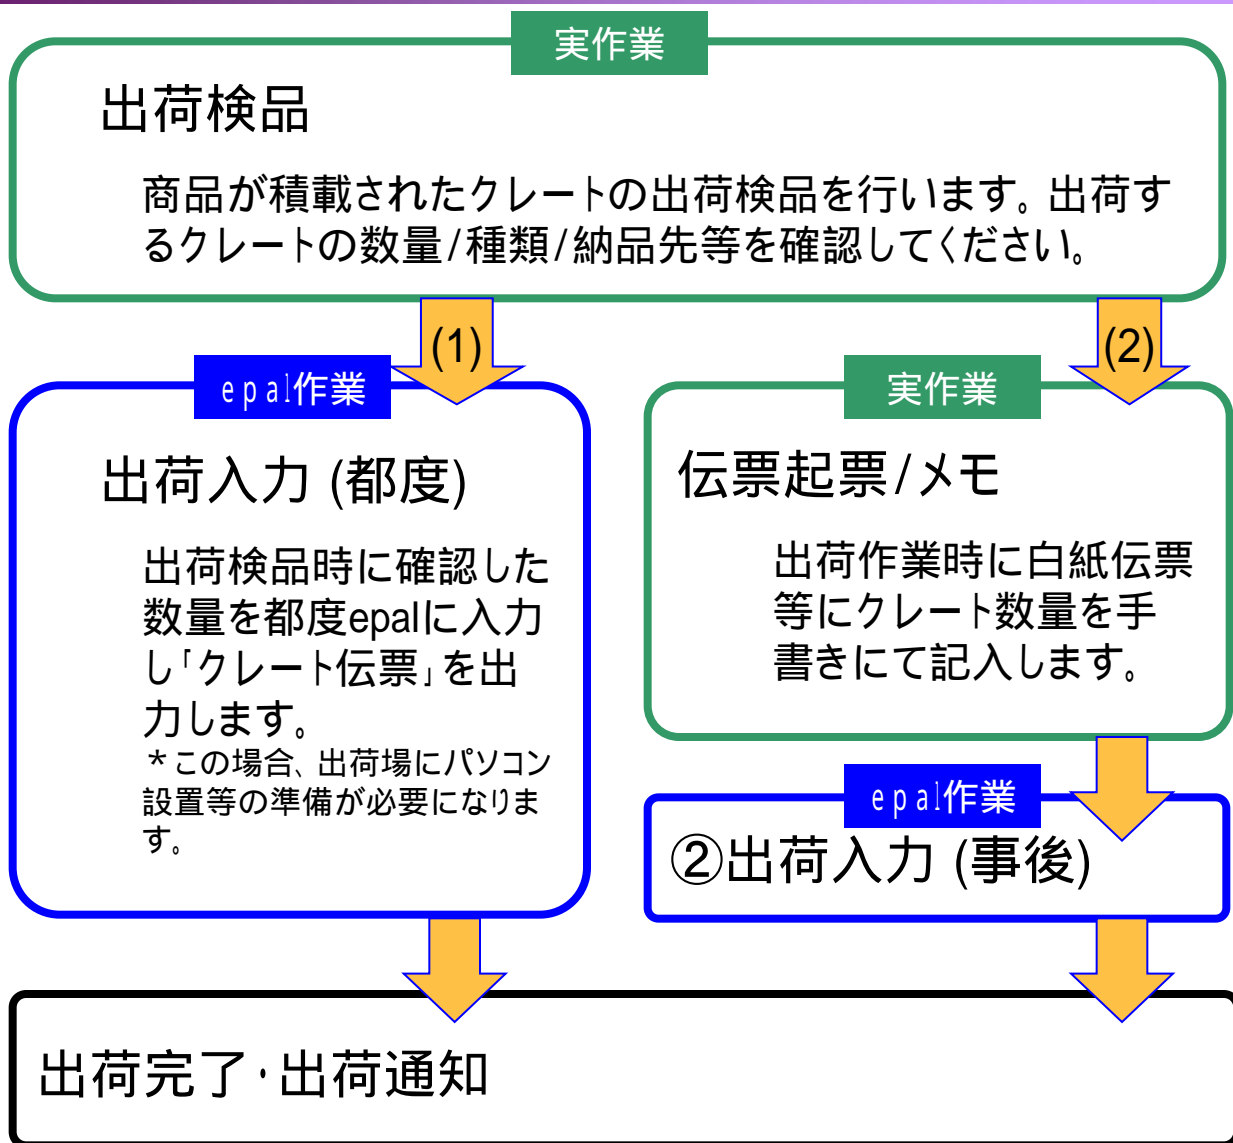 実作業
出荷検品
商品が積載されたクレートの出荷検品を行います。出荷す
るクレートの数量/種類/納品先等を確認してください。
(1)
(2)
epal作業
出荷入力 (都度)
出荷検品時に確認した
数量を都度epalに入力
し「クレート伝票」を出
力します。
＊この場合、出荷場にパソコン
設置等の準備が必要になりま
す。
実作業
伝票起票/メモ
出荷作業時に白紙伝票
等にクレート数量を手
書きにて記入します。
epal作業
②出荷入力 (事後)
出荷完了・出荷通知